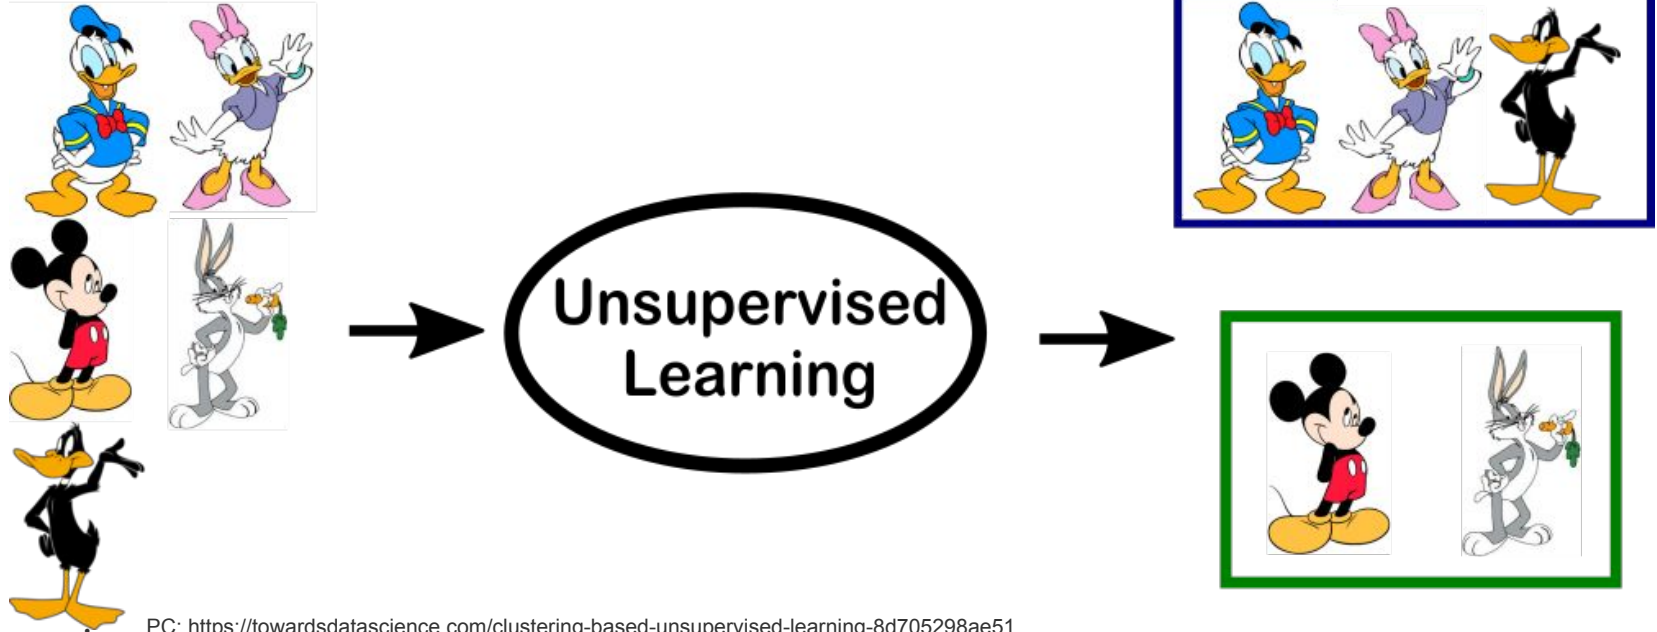 Unsupervised
Learning
PC: https://towardsdatascience.com/clustering-based-unsupervised-learning-8d705298ae51